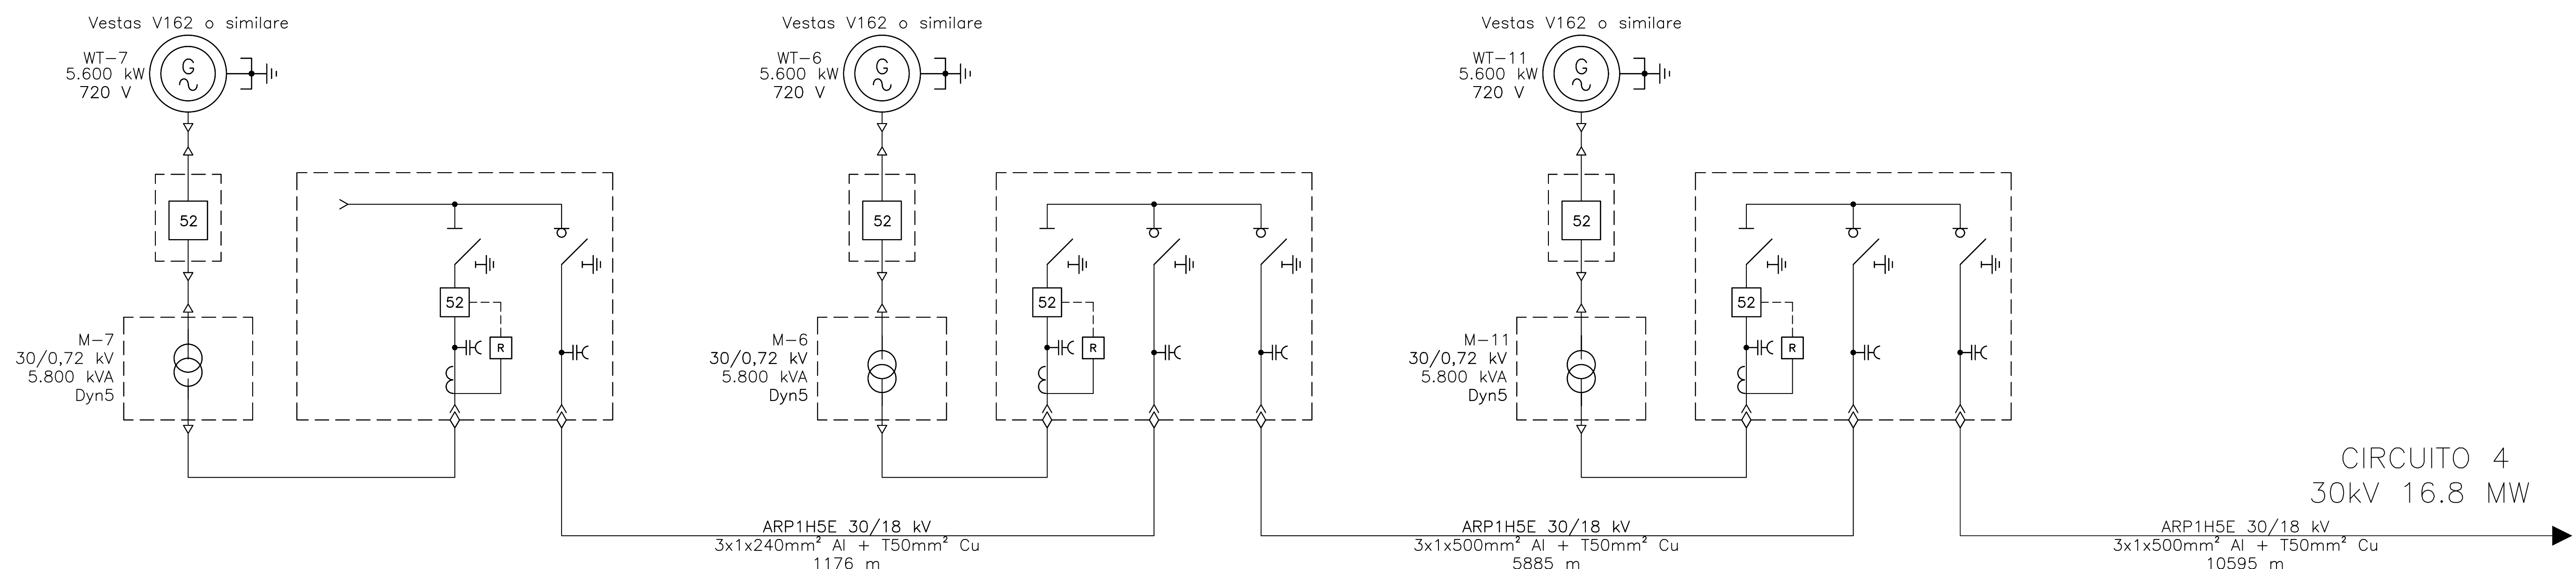 Vestas V162 o similare
WT-7
5.600 kW
720 V
G
52
M-7
30/0,72 kV
5.800 kVA
Dyn5
52
R
ARP1H5E 30/18 kV
3x1x240mm² Al + T50mm² Cu
1176 m
Vestas V162 o similare
WT-6
5.600 kW
720 V
G
52
M-6
30/0,72 kV
5.800 kVA
Dyn5
52
R
ARP1H5E 30/18 kV
3x1x500mm² Al + T50mm² Cu
5885 m
Vestas V162 o similare
WT-11
5.600 kW
720 V
G
52
M-11
30/0,72 kV
5.800 kVA
Dyn5
52
R
CIRCUITO 4
30kV 16.8 MW
ARP1H5E 30/18 kV
3x1x500mm² Al + T50mm² Cu
10595 m